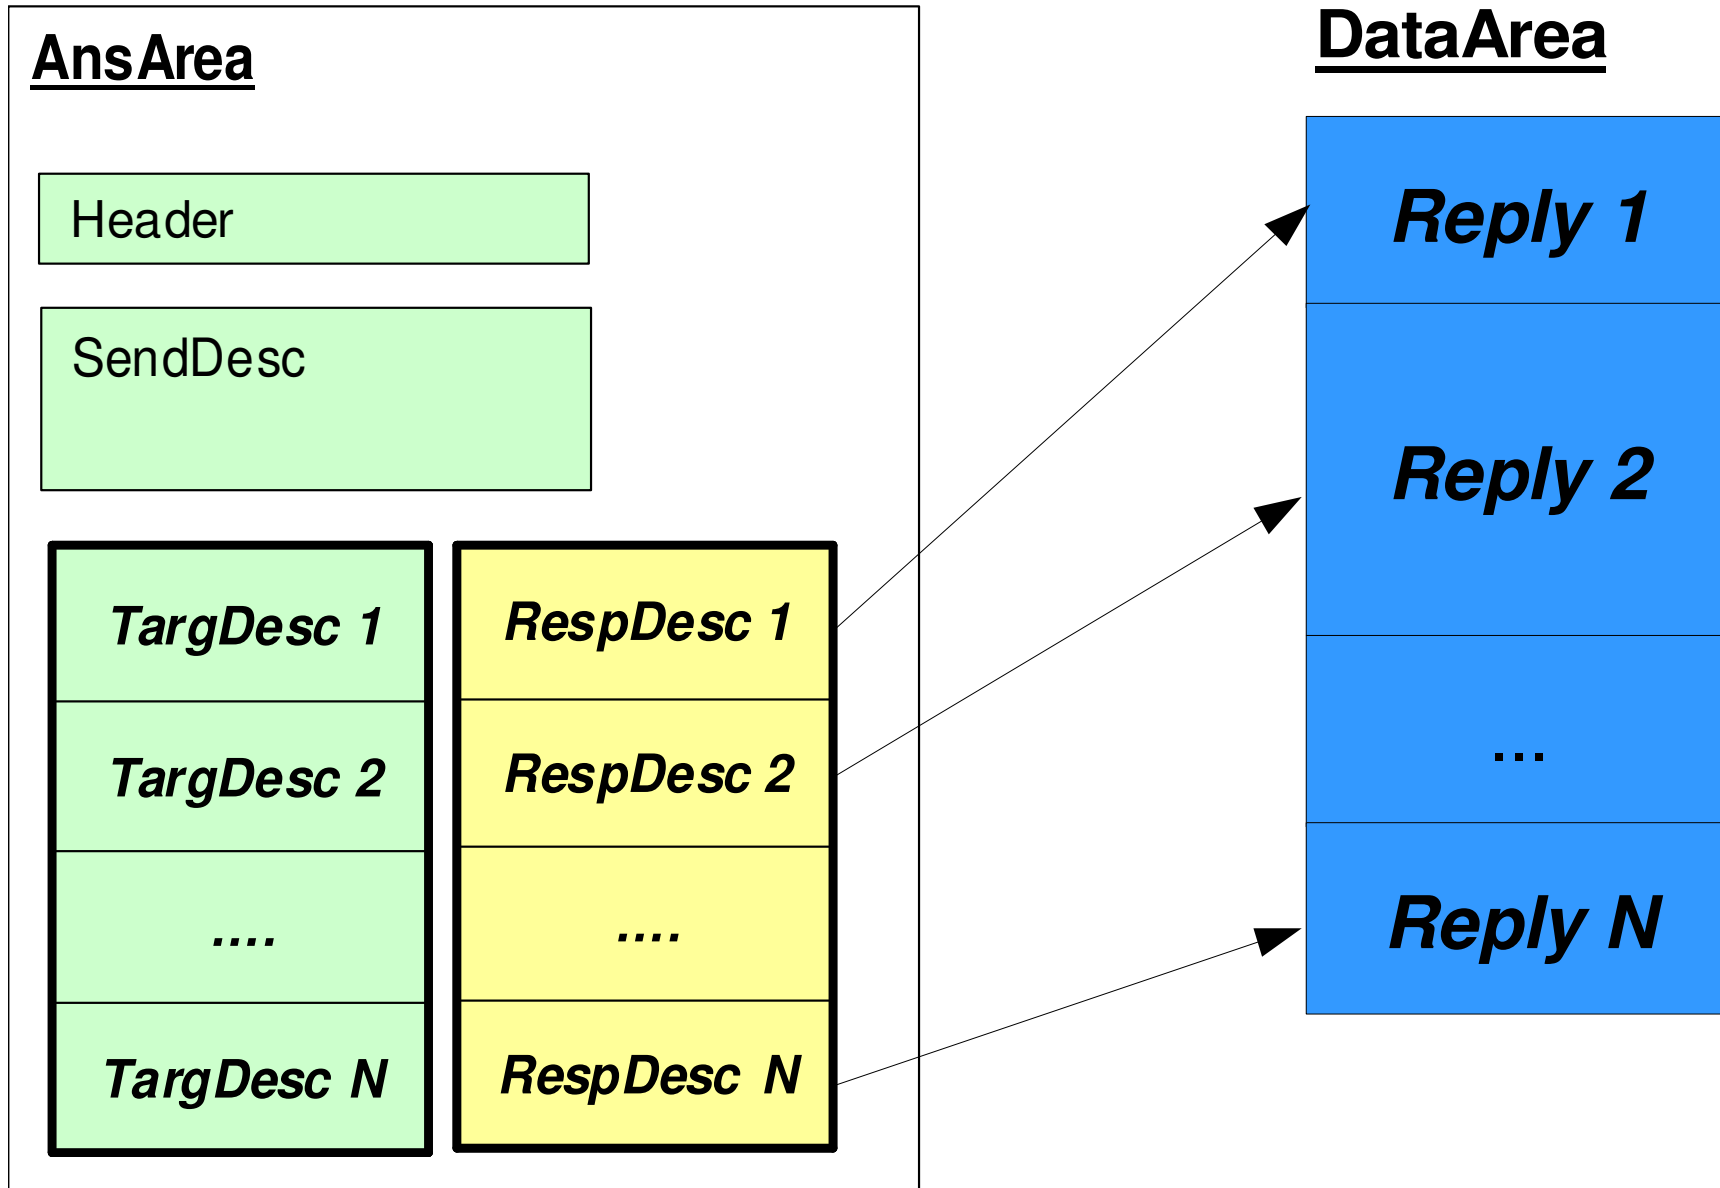 AnsArea
Header
SendDesc
TargDesc 1
TargDesc 2
....
TargDesc N
RespDesc 1
RespDesc 2
....
RespDesc N
DataArea
Reply 1
Reply 2
...
Reply N